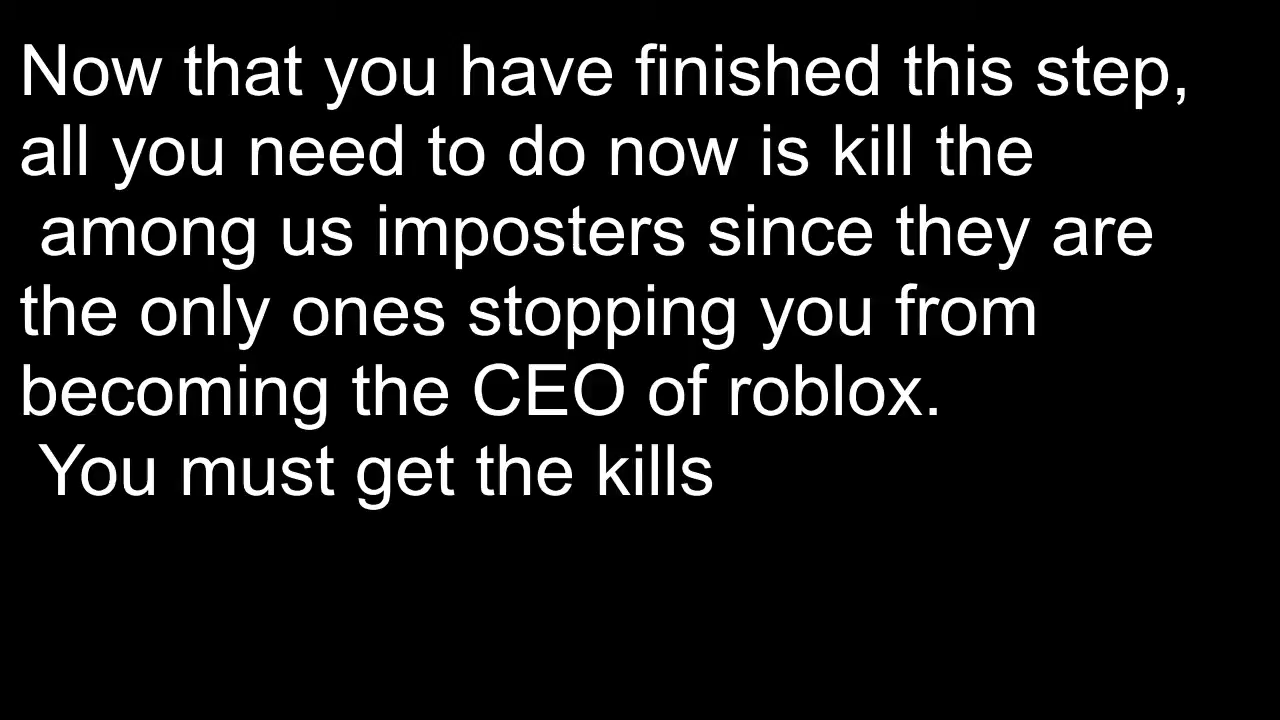 Now that you have finished this step,
all you need to do now is kill the
among us imposters since they are
the only ones stopping you from
becoming the CEO of roblox.
You must get the kills